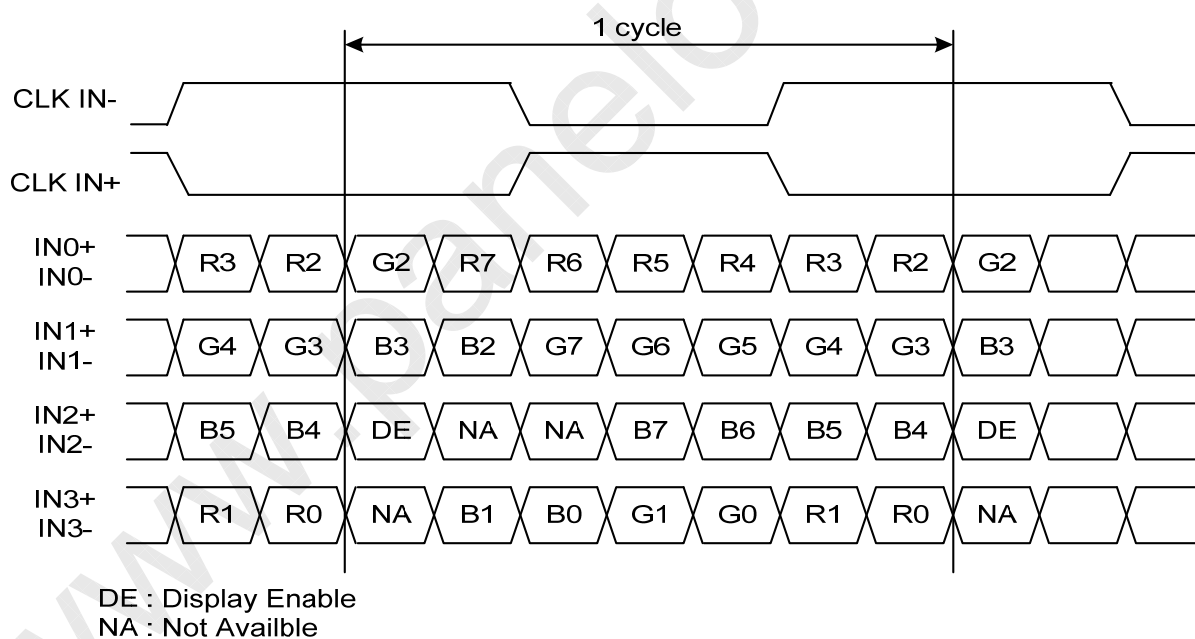 1 cycle
CLK IN-
CLK IN+
IN0+
IN0-
R3 R2 G2 R7 R6 R5 R4 R3 R2 G2
IN1+
IN1-
G4 G3 B3 B2 G7 G6 G5 G4 G3 B3
IN2+
IN2-
B5 B4 DE NA NA B7 B6 B5 B4 DE
IN3+
IN3-
R1 R0 NA B1 B0 G1 G0 R1 R0 NA
DE : Display Enable
NA : Not Availble
www.panelo